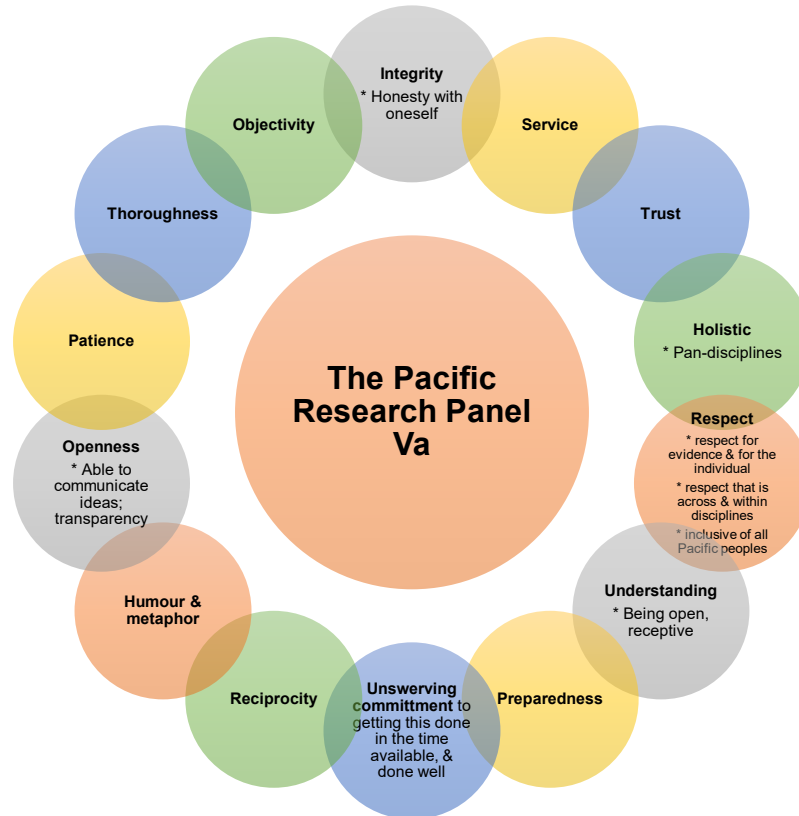 The Pacific
Research Panel
Va
Integrity
* Honesty with
oneself
Service
Trust
Holistic
* Pan-disciplines
Respect
* respect for
evidence & for the
individual
* respect that is
across & within
disciplines
* inclusive of all
Pacific peoples
Understanding
* Being open,
receptive
Preparedness
Unswerving
committment to
getting this done
in the time
available, &
done well
Reciprocity
Humour &
metaphor
Openness
* Able to
communicate
ideas;
transparency
Patience
Thoroughness
Objectivity